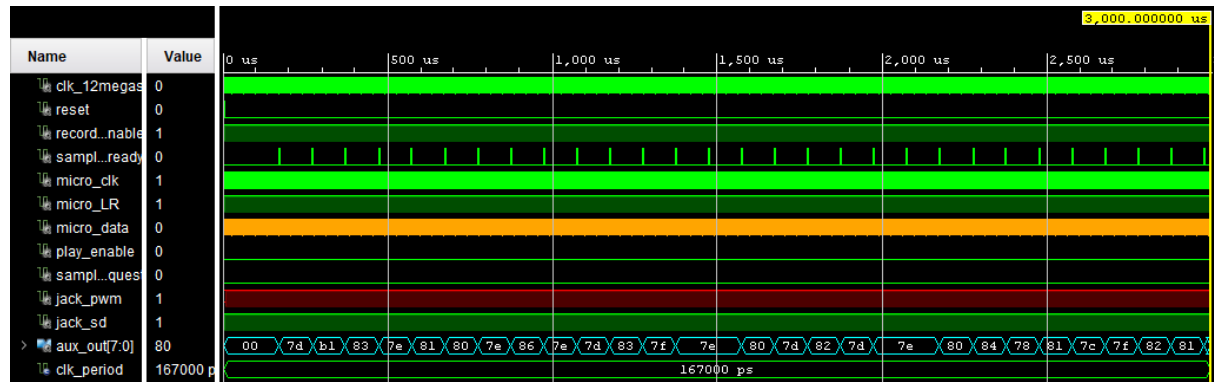 3,000.000000 us
Name Value 0 us 500 us 1,000 us 1,500 us 2,000 us 2,500 us
clk_12megas 0
reset 0
record...nable 1
sampl...ready 0
micro_clk 1
micro_LR 1
micro_data 0
play_enable 0
sampl...quest 0
jack_pwm 1
jack_sd 1
> aux_out[7:0] 80 00 7d b1 83 7e 81 80 7e 86 7e 7d 83 7f 7e 80 7d 82 7d 7e 80 84 78 81 7c 7f 82 81
clk_period 167000 p 167000 ps